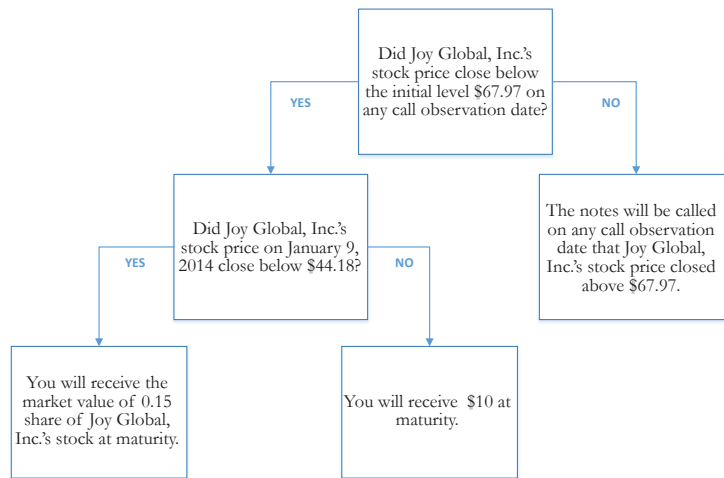 Did Joy Global, Inc.'s
stock price close below
the initial level $67.97 on
any call observation date?
YES
NO
Did Joy Global, Inc.'s
stock price on January 9,
2014 close below $44.18?
The notes will be called
on any call observation
date that Joy Global,
Inc.'s stock price closed
above $67.97.
YES
NO
You will receive the
market value of 0.15
share of Joy Global,
Inc.'s stock at maturity.
You will receive $10 at
maturity.